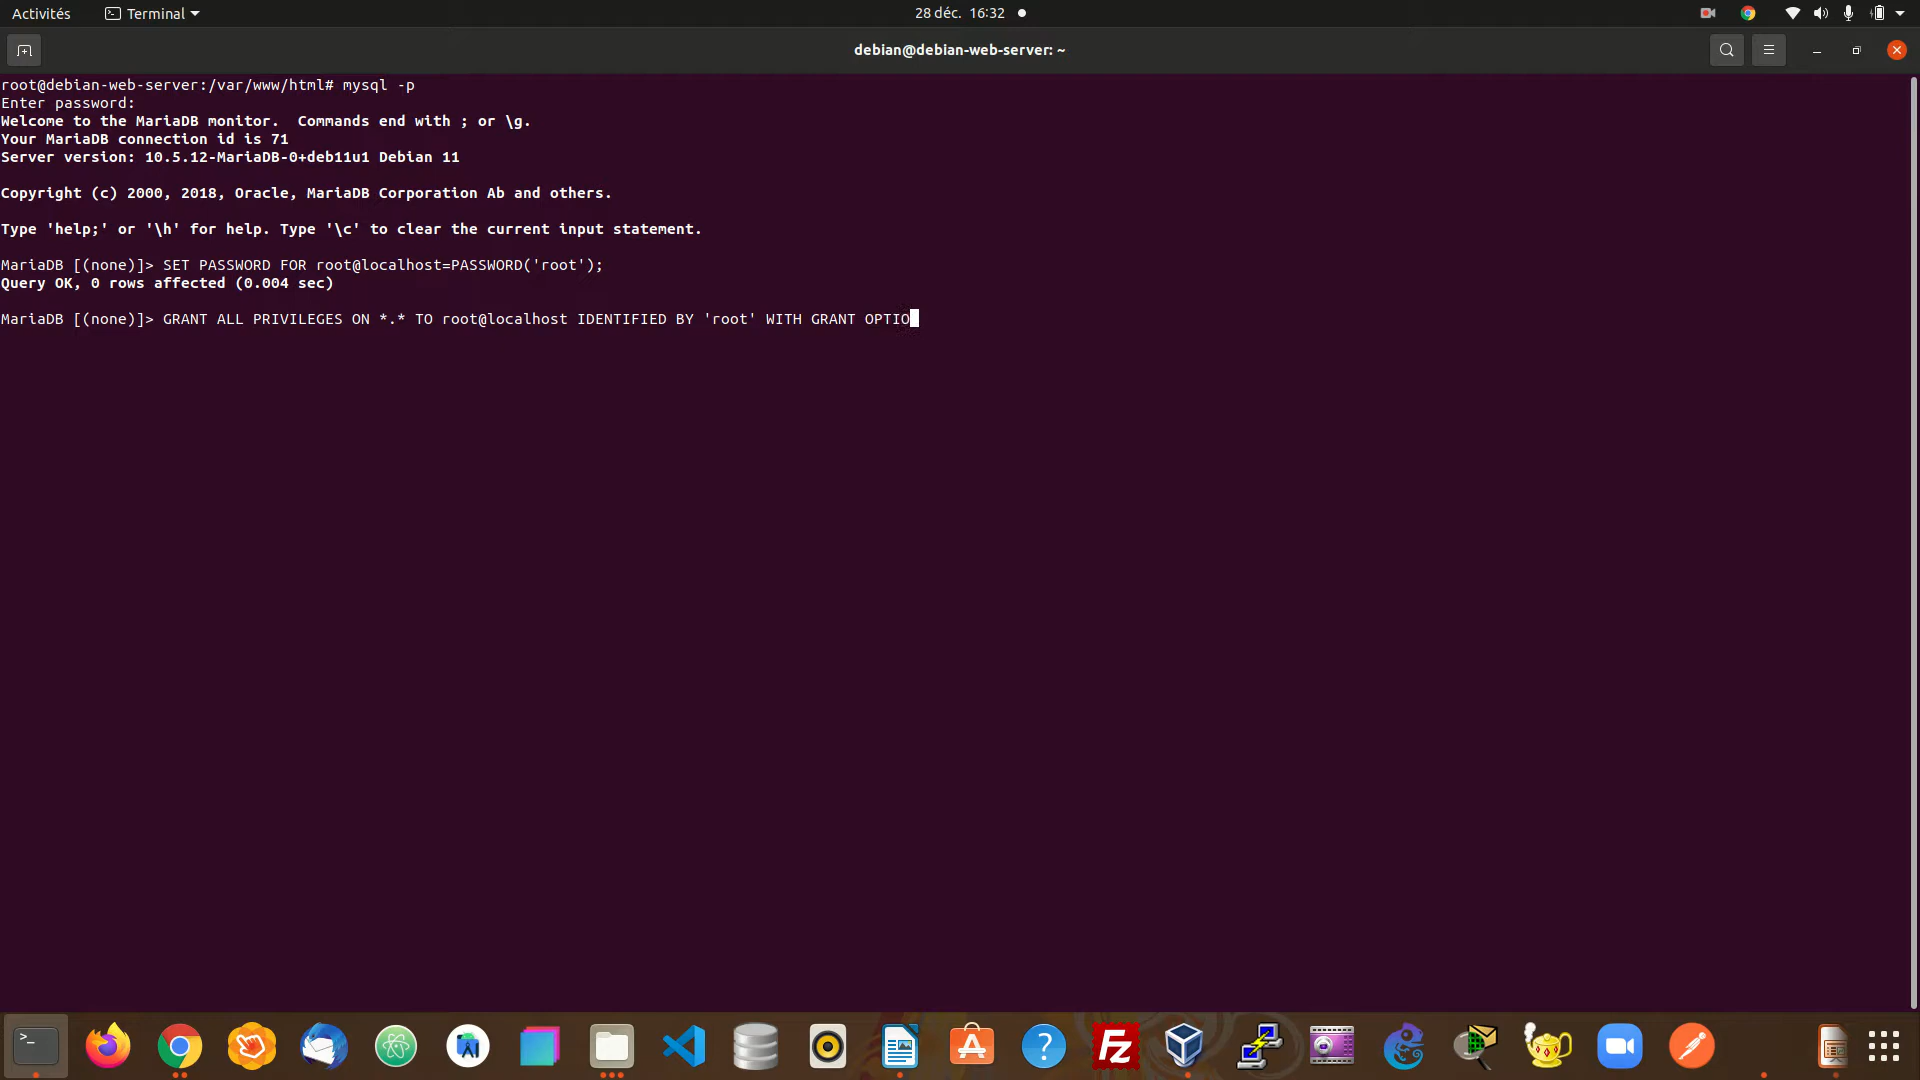 Activités
Terminal
28 déc. 16:32
debian@debian-web-server: ~
root@debian-web-server:/var/www/html# mysql -p
Enter password:
Welcome to the MariaDB monitor.  Commands end with ; or \g.
Your MariaDB connection id is 71
Server version: 10.5.12-MariaDB-0+deb11u1 Debian 11
Copyright (c) 2000, 2018, Oracle, MariaDB Corporation Ab and others.
Type 'help;' or '\h' for help. Type '\c' to clear the current input statement.
MariaDB [(none)]> SET PASSWORD FOR root@localhost=PASSWORD('root');
Query OK, 0 rows affected (0.004 sec)
MariaDB [(none)]> GRANT ALL PRIVILEGES ON *.* TO root@localhost IDENTIFIED BY 'root' WITH GRANT OPTIO